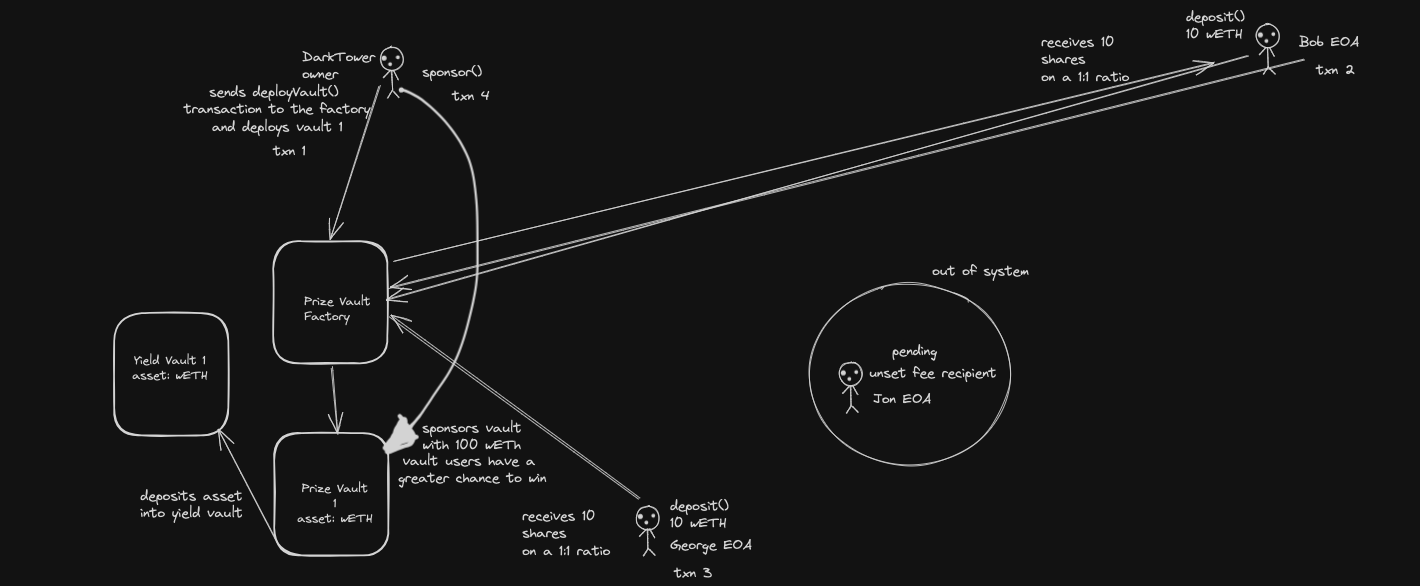 DarkTower
owner
sends deployVault()
transaction to the factory
and deploys vault 1
txn 1
sponsor()
txn 4
receives 10
shares
on a 1:1 ratio
deposit()
10 wETH
Bob EOA
txn 2
out of system
pending
unset fee recipient
Jon EOA
Prize Vault
Factory
Yield Vault 1
asset: wETH
sponsors vault
with 100 wETh
vault users have a
greater chance to win
deposits asset
into yield vault
Prize Vault
1
asset: wETH
receives 10
shares
on a 1:1 ratio
deposit()
10 wETH
George EOA
txn 3